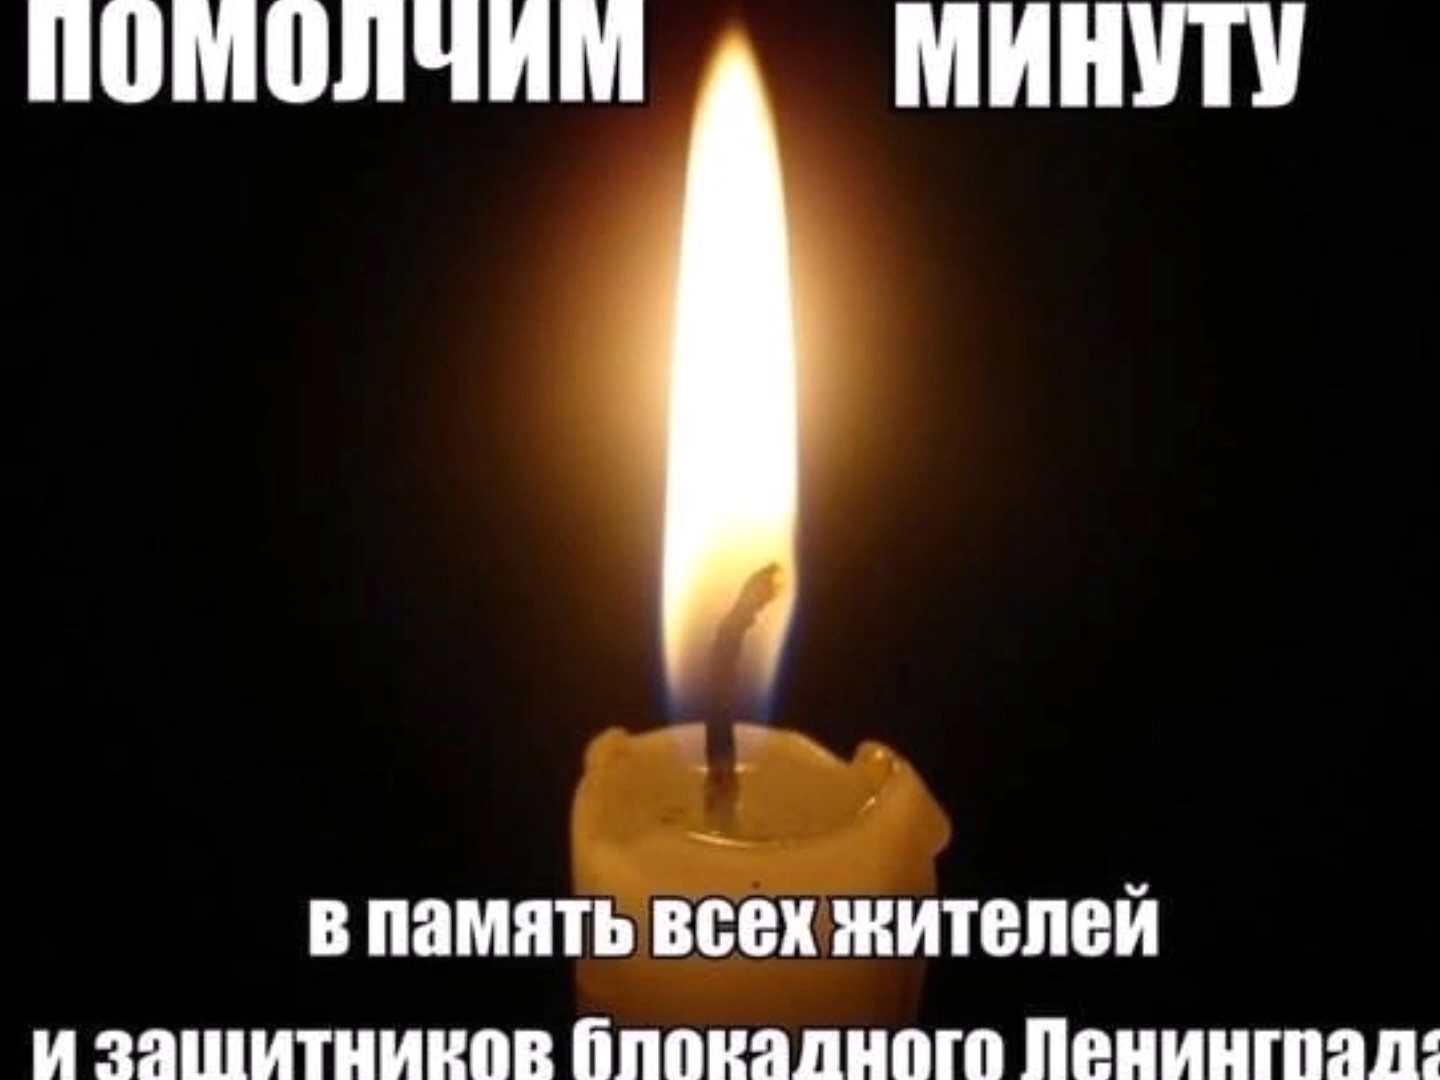 ПОМОЛЧИМ МИНУТУ
в память всех жителей
и защитников блокадного Ленинграда